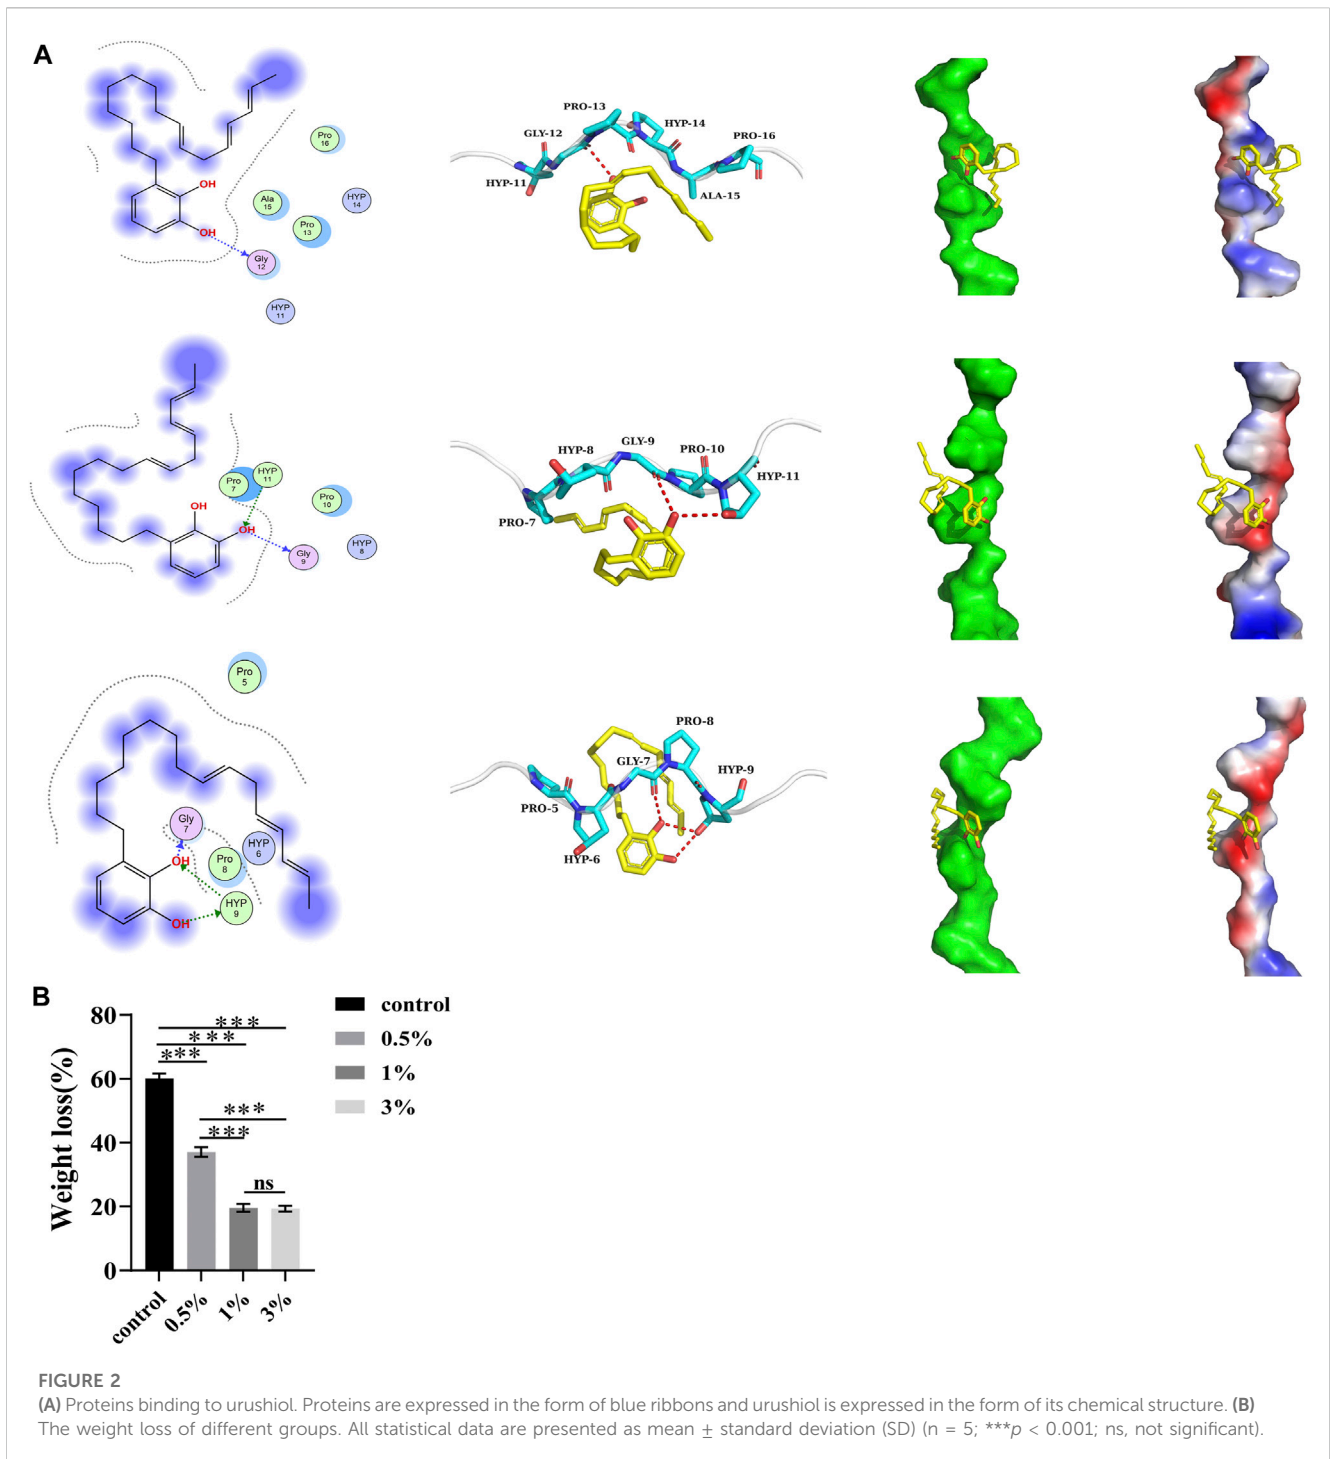 A
OH
OH
Pro
16
Ala
15
HYP
14
Pro
13
Gly
12
HYP
11
PRO-13
HYP-14
GLY-12
PRO-16
HYP-11
ALA-15
OH
OH
Pro
7
HYP
11
Pro
10
HYP
8
Gly
9
GLY-9
HYP-8
PRO-10
HYP-11
PRO-7
Pro
5
Gly
7
HYP
6
OH
Pro
8
HYP
9
OH
PRO-8
GLY-7
HYP-9
PRO-5
HYP-6
B
Weight loss(%)
80
60
40
20
0
***
***
***
***
***
ns
control
0.5%
1%
3%
control
0.5%
1%
3%
FIGURE 2
(A) Proteins binding to urushiol. Proteins are expressed in the form of blue ribbons and urushiol is expressed in the form of its chemical structure. (B)
The weight loss of different groups. All statistical data are presented as mean ± standard deviation (SD) (n = 5; ***p < 0.001; ns, not significant).